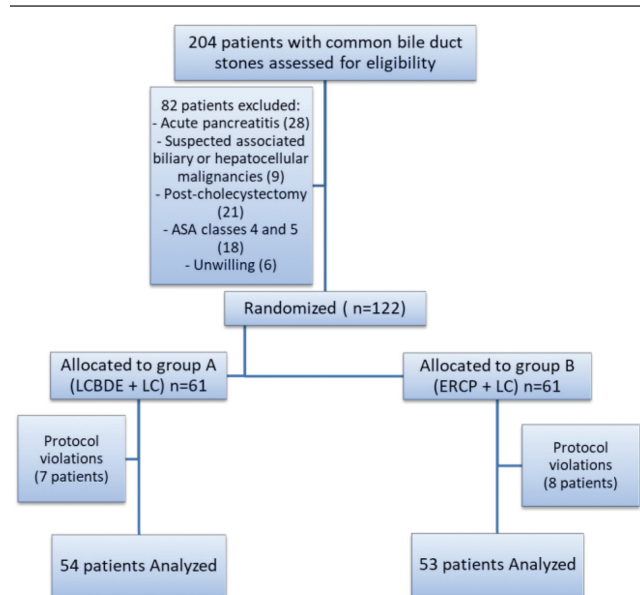 204 patients with common bile duct
stones assessed for eligibility
82 patients excluded:
- Acute pancreatitis (28)
- Suspected associated
biliary or hepatocellular
malignancies (9)
- Post-cholecystectomy
(21)
- ASA classes 4 and 5
(18)
- Unwilling (6)
Randomized ( n=122)
Allocated to group A
(LCBDE + LC) n=61
Allocated to group B
(ERCP + LC) n=61
Protocol
violations
(7 patients)
Protocol
violations
(8 patients)
54 patients Analyzed
53 patients Analyzed